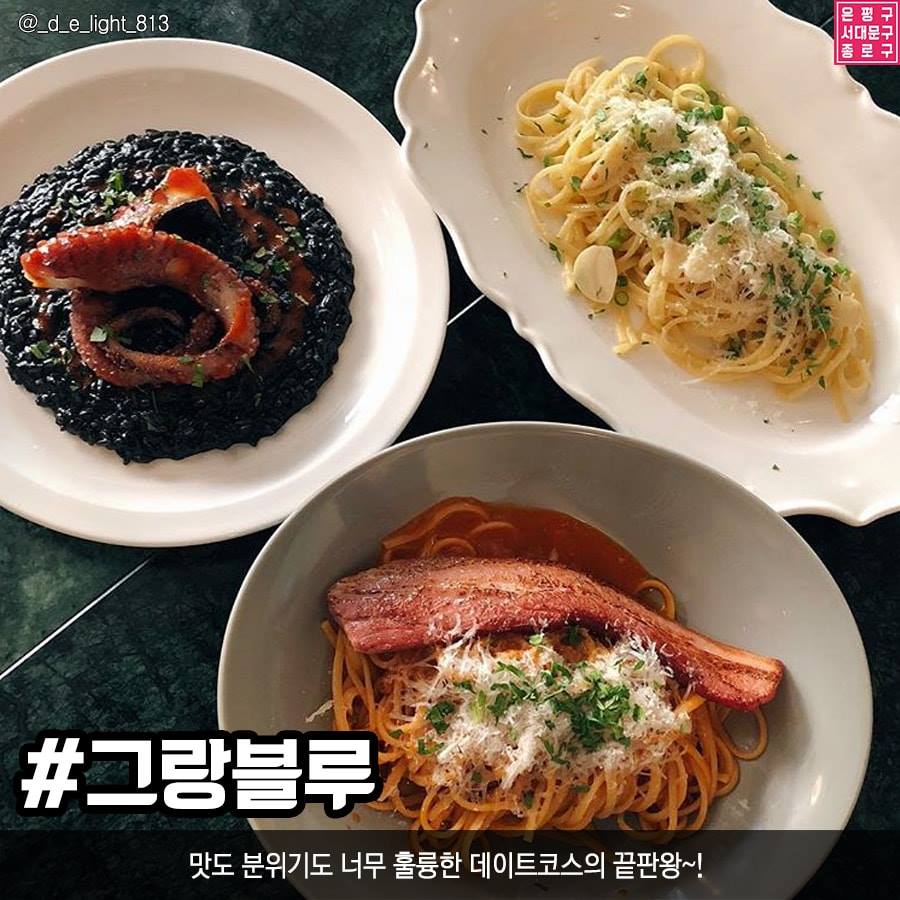 @_d_e_light_813
은평구
서대문구
종로구
#그랑블루
맛도 분위기도 너무 훌륭한 데이트코스의 끝판왕~!